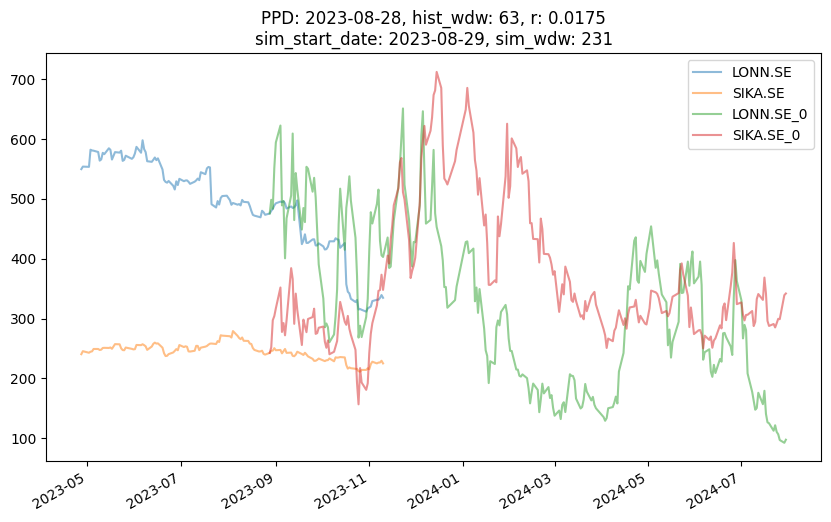 PPD: 2023-08-28, hist_wdw: 63, r: 0.0175
sim_start_date: 2023-08-29, sim_wdw: 231
LONN.SE
SIKA.SE
LONN.SE_0
SIKA.SE_0
700
600
500
400
300
200
100
2023-05
2023-07
2023-09
2023-11
2024-01
2024-03
2024-05
2024-07